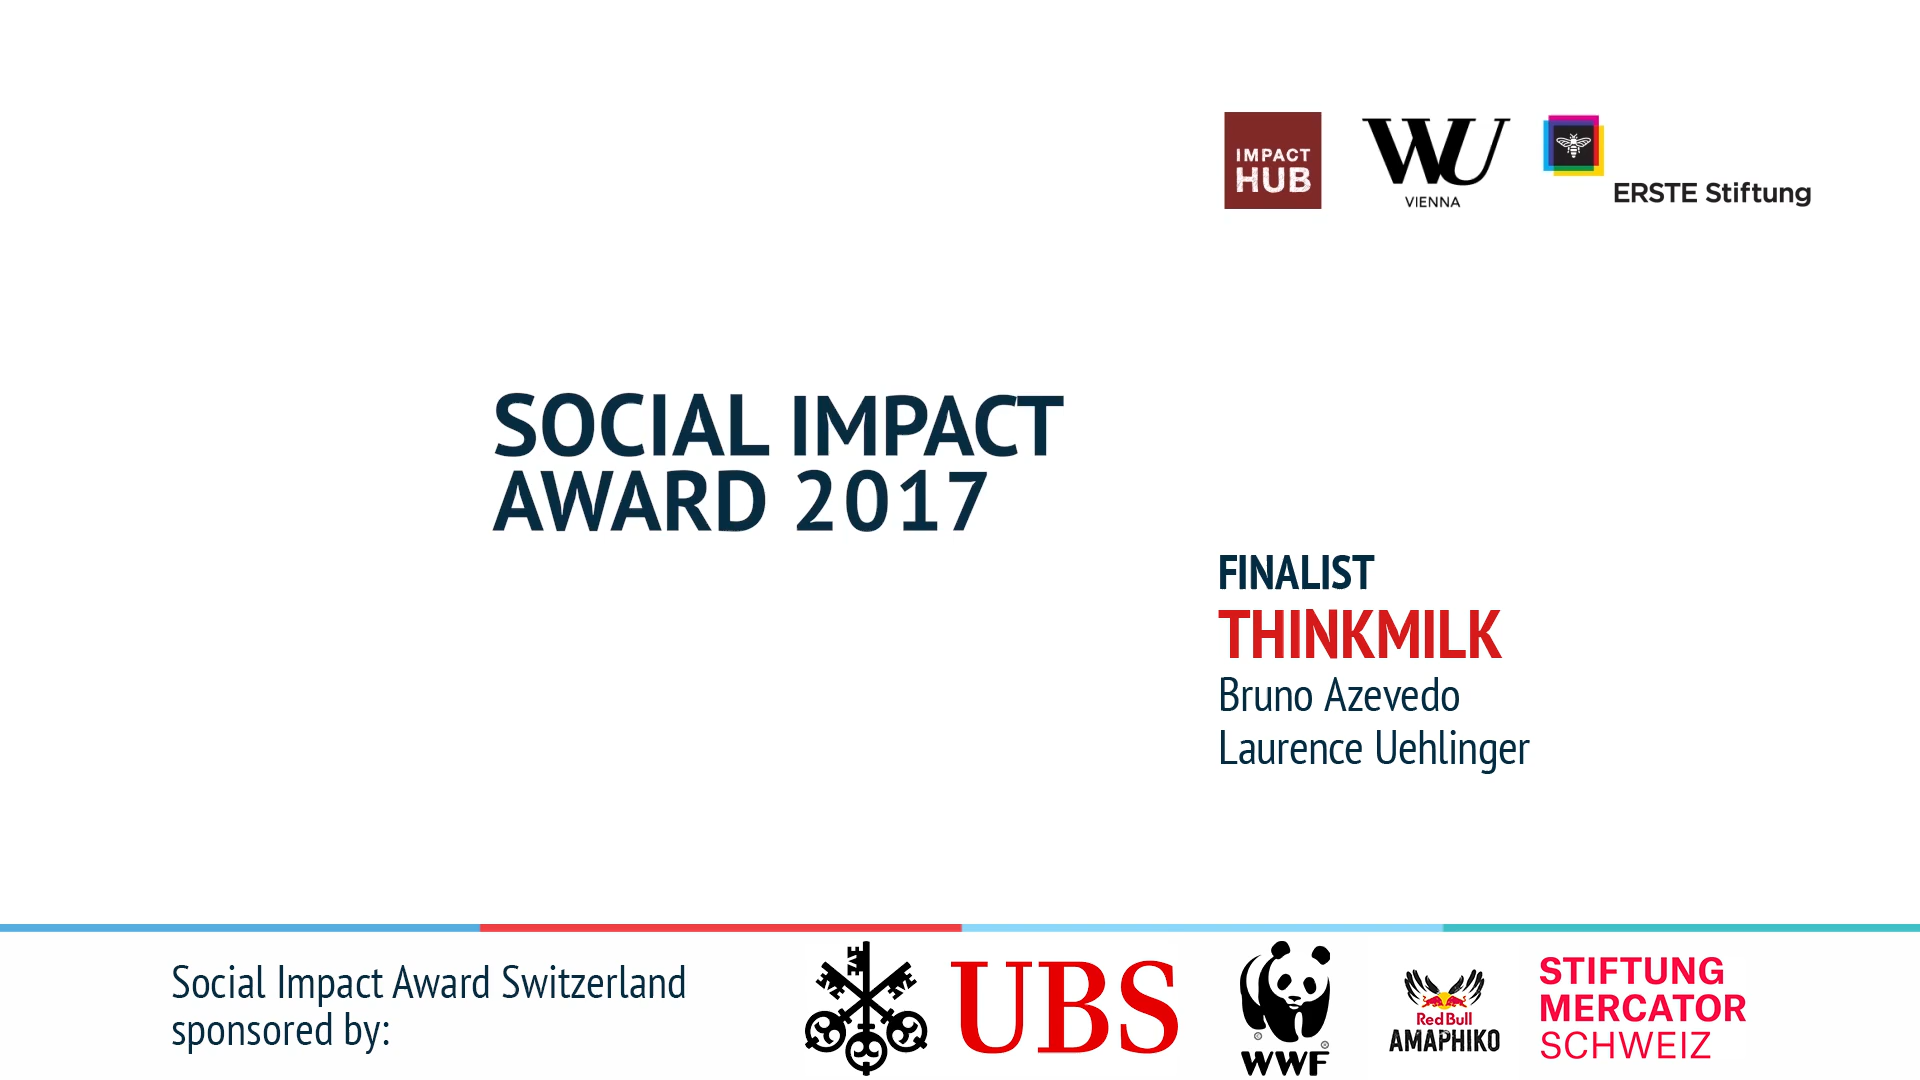 IMPACT
HUB
WU
VIENNA
ERSTE Stiftung
SOCIAL IMPACT
AWARD 2017
FINALIST
THINKMILK
Bruno Azevedo
Laurence Uehlinger
Social Impact Award Switzerland
sponsored by:
UBS
WWF
Red Bull
AMAPHIKO
STIFTUNG
MERCATOR
SCHWEIZ